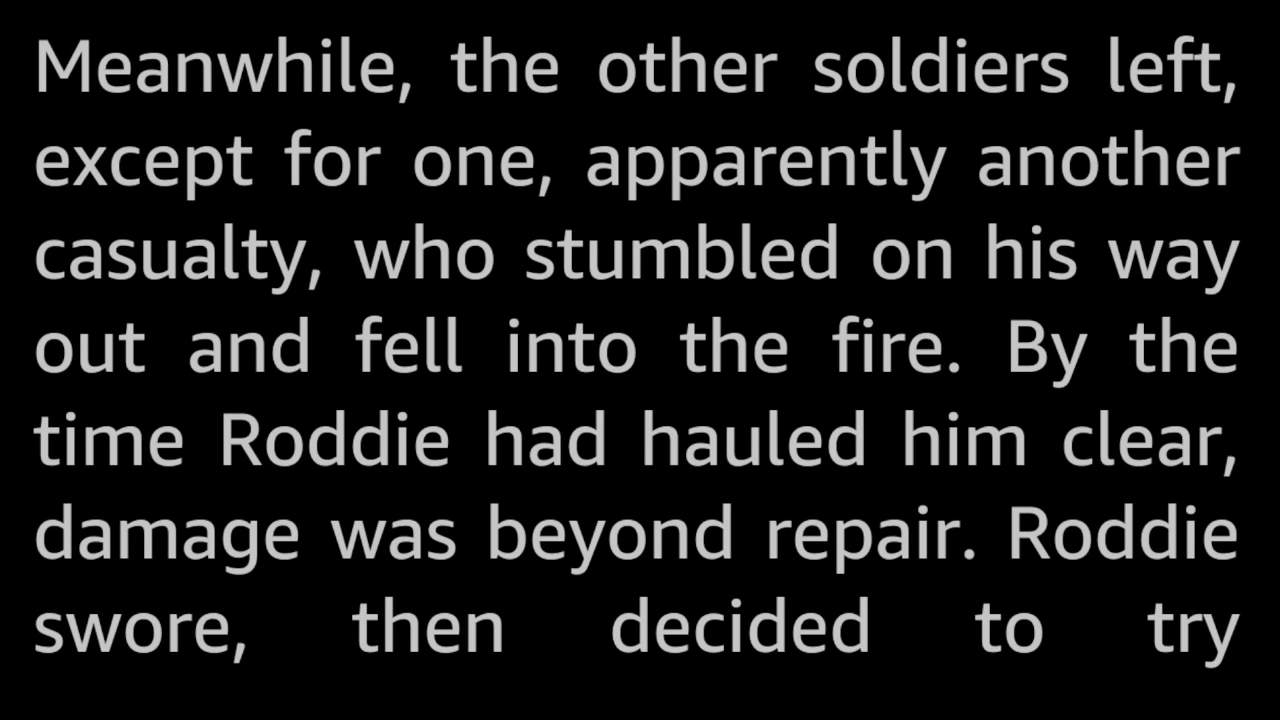 Meanwhile, the other soldiers left,
except for one, apparently another
casualty, who stumbled on his way
out and fell into the fire. By the
time Roddie had hauled him clear,
damage was beyond repair. Roddie
swore, then decided to try